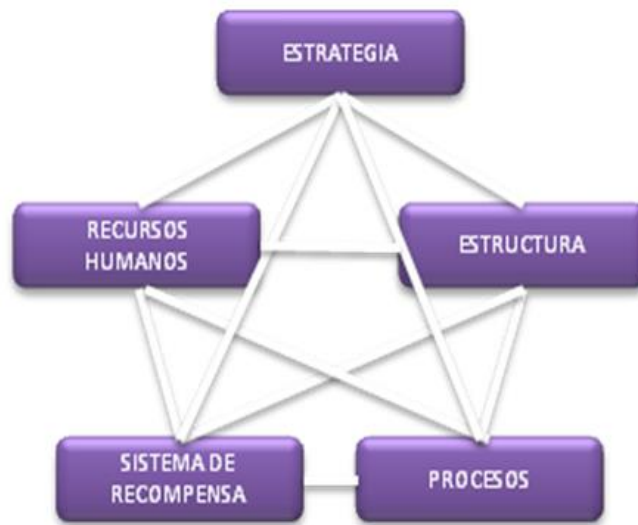 ESTRATEGIA
RECURSOS
HUMANOS
ESTRUCTURA
SISTEMA DE
RECOMPENSA
PROCESOS